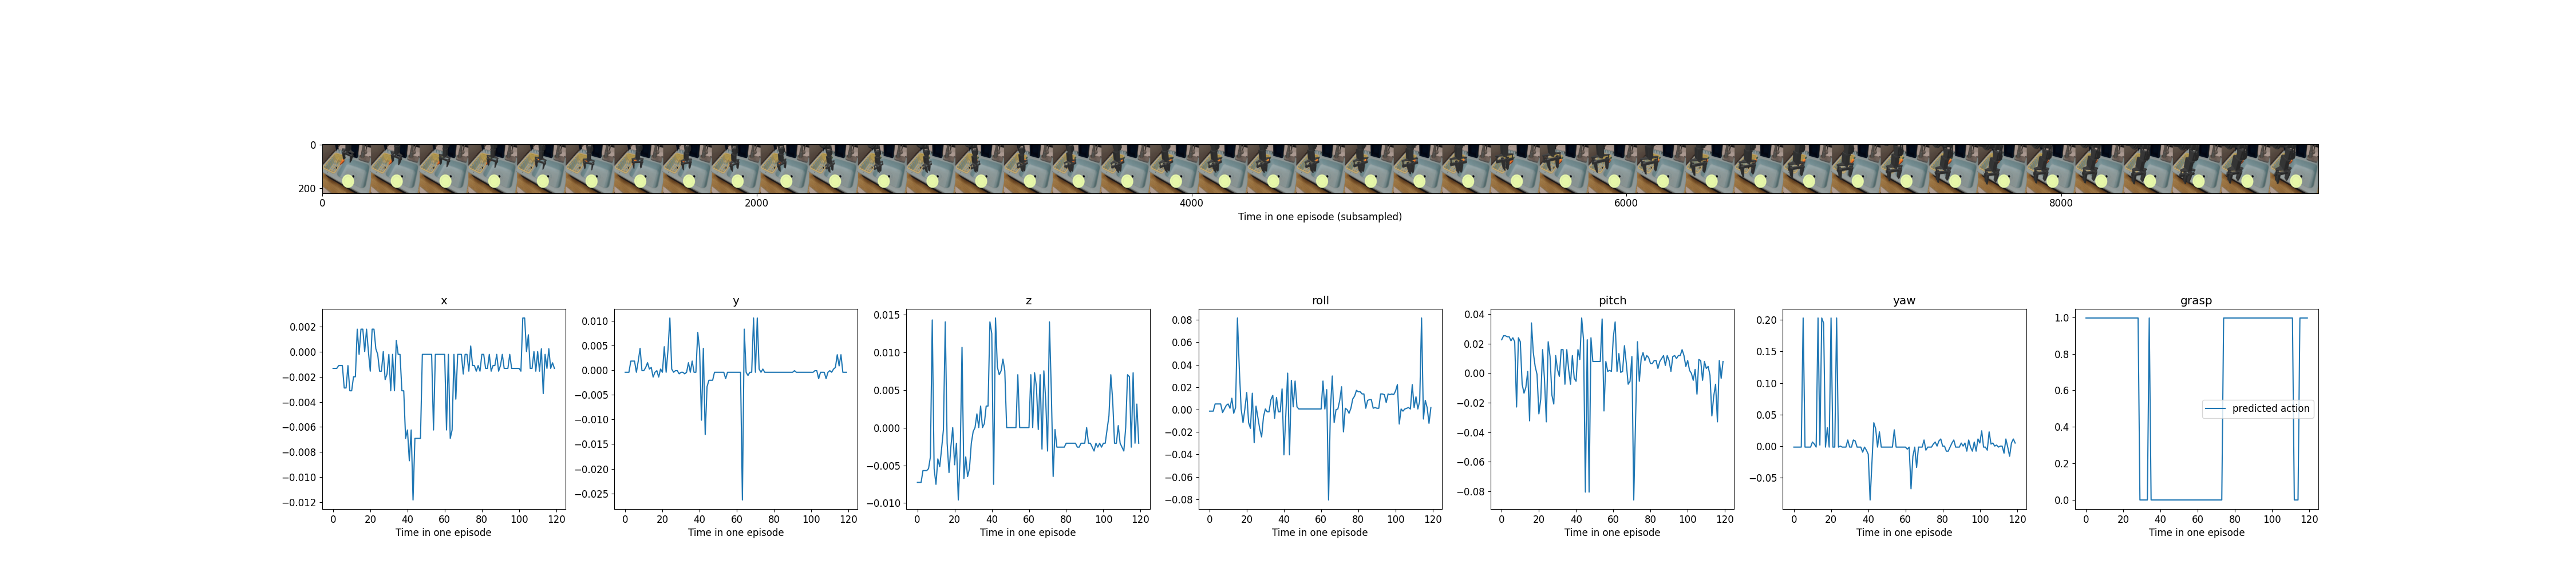 0
200
0 2000 4000 6000 8000
Time in one episode (subsampled)
x
0.002
0.000
−0.002
−0.004
−0.006
−0.008
−0.010
−0.012
0 20 40 60 80 100 120
Time in one episode
y
0.010
0.005
0.000
−0.005
−0.010
−0.015
−0.020
−0.025
0 20 40 60 80 100 120
Time in one episode
z
0.015
0.010
0.005
0.000
−0.005
−0.010
0 20 40 60 80 100 120
Time in one episode
roll
0.08
0.06
0.04
0.02
0.00
−0.02
−0.04
−0.06
−0.08
0 20 40 60 80 100 120
Time in one episode
pitch
0.04
0.02
0.00
−0.02
−0.04
−0.06
−0.08
0 20 40 60 80 100 120
Time in one episode
yaw
0.20
0.15
0.10
0.05
0.00
−0.05
0 20 40 60 80 100 120
Time in one episode
grasp
1.0
0.8
0.6
0.4
0.2
0.0
predicted action
0 20 40 60 80 100 120
Time in one episode